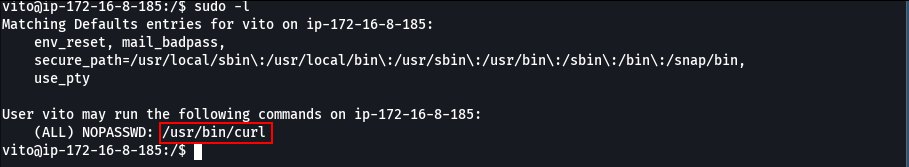 vito@ip-172-16-8-185:/$ sudo -l
Matching Defaults entries for vito on ip-172-16-8-185:
    env_reset, mail_badpass,
    secure_path=/usr/local/sbin\:/usr/local/bin\:/usr/sbin\:/usr/bin\:/sbin\:/bin\:/snap/bin,
    use_pty

User vito may run the following commands on ip-172-16-8-185:
    (ALL) NOPASSWD: /usr/bin/curl
vito@ip-172-16-8-185:/$